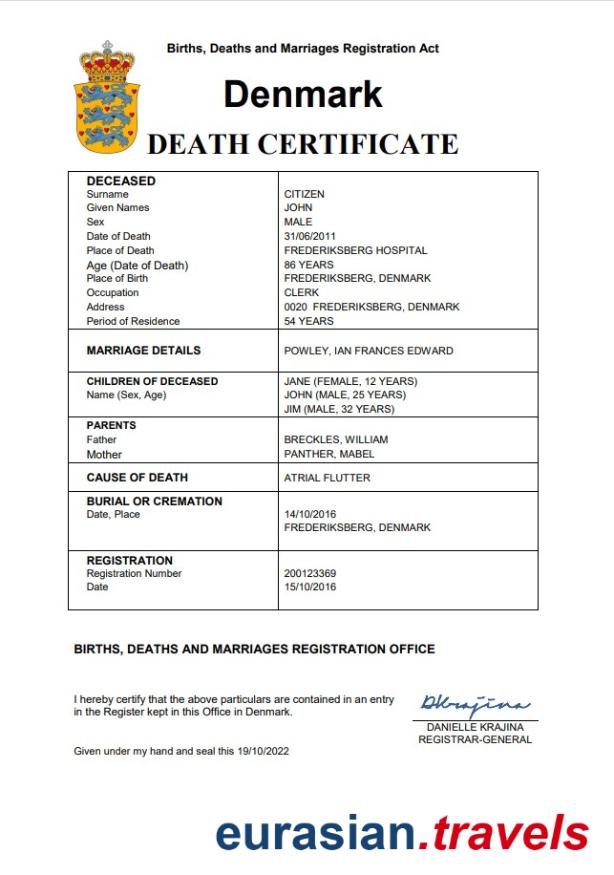 Births, Deaths and Marriages Registration Act
Denmark
DEATH CERTIFICATE
DECEASED
Surname CITIZEN
Given Names JOHN
Sex MALE
Date of Death 31/06/2011
Place of Death FREDERIKSBERG HOSPITAL
Age (Date of Death) 86 YEARS
Place of Birth FREDERIKSBERG, DENMARK
Occupation CLERK
Address 0020 FREDERIKSBERG, DENMARK
Period of Residence 54 YEARS
MARRIAGE DETAILS POWLEY, IAN FRANCES EDWARD
CHILDREN OF DECEASED JANE (FEMALE, 12 YEARS)
Name (Sex, Age) JOHN (MALE, 25 YEARS)
JIM (MALE, 32 YEARS)
PARENTS
Father BRECKLES, WILLIAM
Mother PANTHER, MABEL
CAUSE OF DEATH ATRIAL FLUTTER
BURIAL OR CREMATION
Date, Place 14/10/2016
FREDERIKSBERG, DENMARK
REGISTRATION
Registration Number 200123369
Date 15/10/2016
BIRTHS, DEATHS AND MARRIAGES REGISTRATION OFFICE
I hereby certify that the above particulars are contained in an entry
in the Register kept in this Office in Denmark.
DKrajina
DANIELLE KRAJINA
REGISTRAR-GENERAL
Given under my hand and seal this 19/10/2022
eurasian.travels